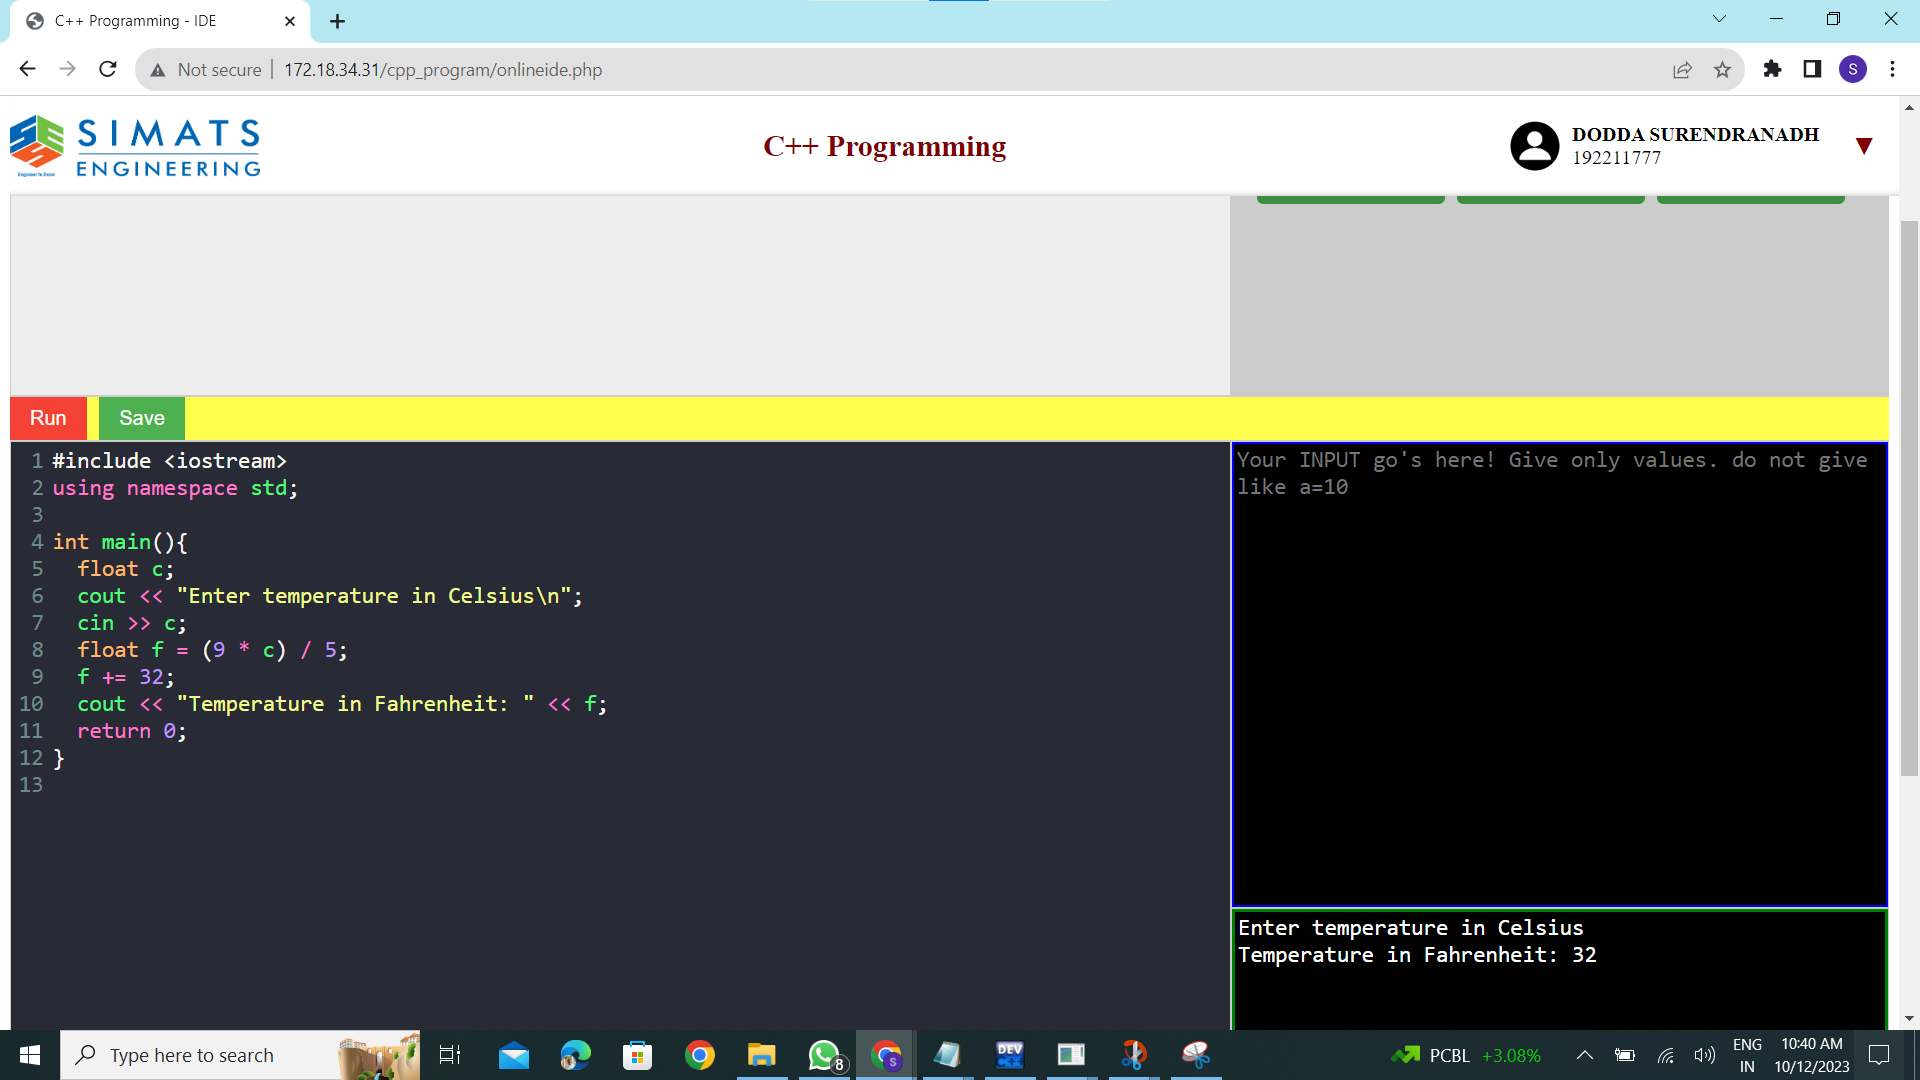 C++ Programming - IDE
Not secure | 172.18.34.31/cpp_program/onlineide.php
S
SIMATS
ENGINEERING
Engineer to Excel
C++ Programming
DODDA SURENDRANADH
192211777
Run
Save
1 #include <iostream>
2 using namespace std;
3
4 int main(){
5   float c;
6   cout << "Enter temperature in Celsius\n";
7   cin >> c;
8   float f = (9 * c) / 5;
9   f += 32;
10   cout << "Temperature in Fahrenheit: " << f;
11   return 0;
12 }
13
Your INPUT go's here! Give only values. do not give
like a=10
Enter temperature in Celsius
Temperature in Fahrenheit: 32
Type here to search
8
S
DEV
C++
PCBL +3.08%
ENG
IN
10:40 AM
10/12/2023